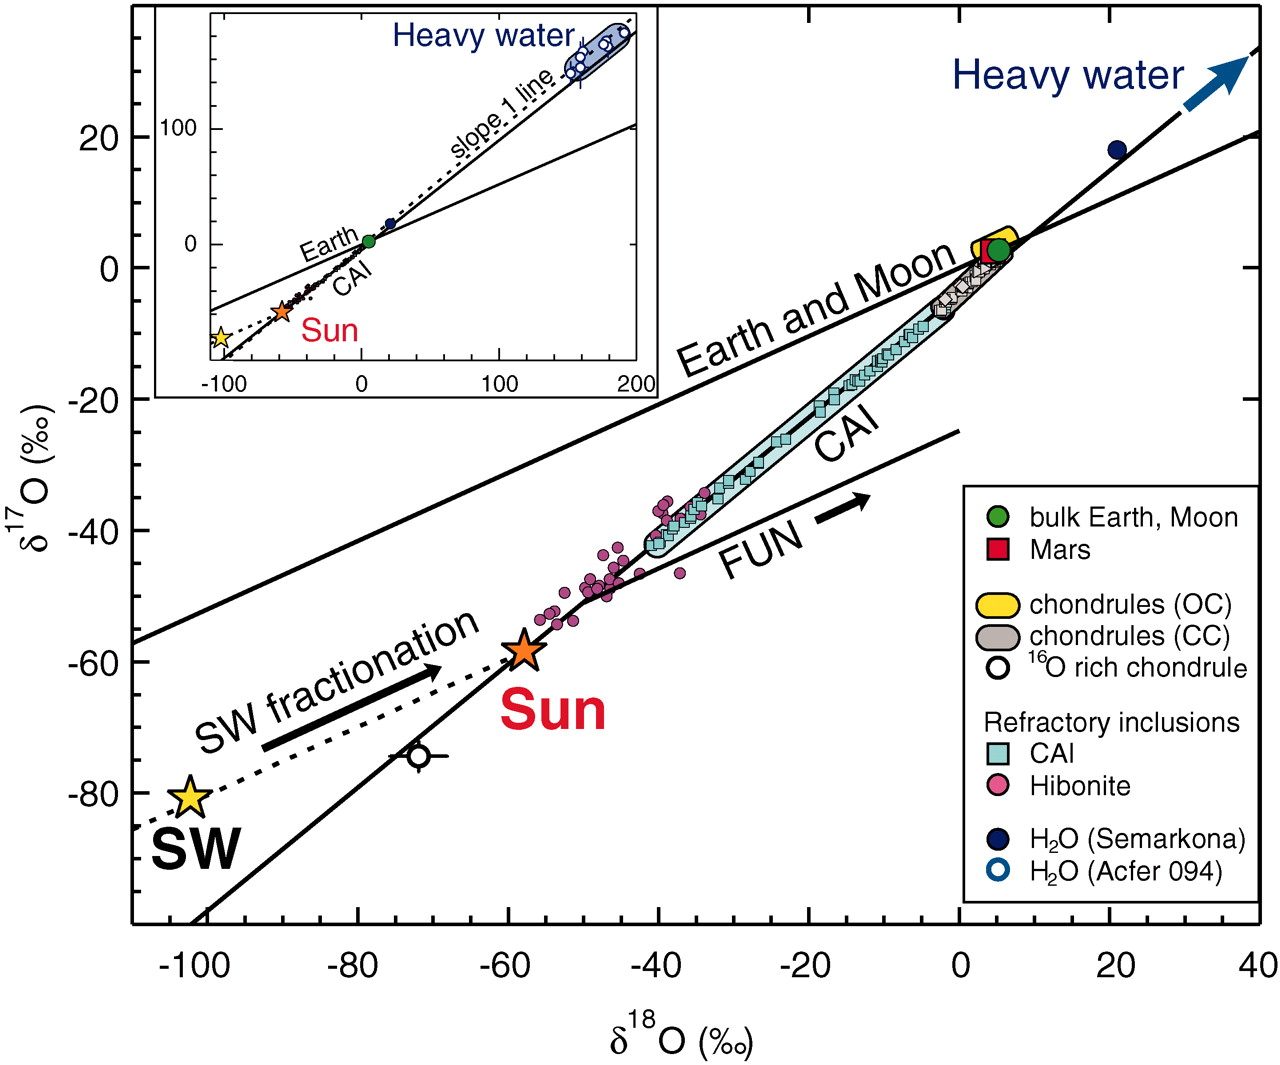 Heavy water
slope 1 line
100
0
Earth
CAI
Sun
-100
0
100
200
Heavy water
20
0
-20
-40
-60
-80
Earth and Moon
CAI
FUN
SW fractionation
Sun
SW
δ¹⁷O (‰)
bulk Earth, Moon
Mars
chondrules (OC)
chondrules (CC)
¹⁶O rich chondrule
Refractory inclusions
CAI
Hibonite
H₂O (Semarkona)
H₂O (Acfer 094)
-100
-80
-60
-40
-20
0
20
40
δ¹⁸O (‰)